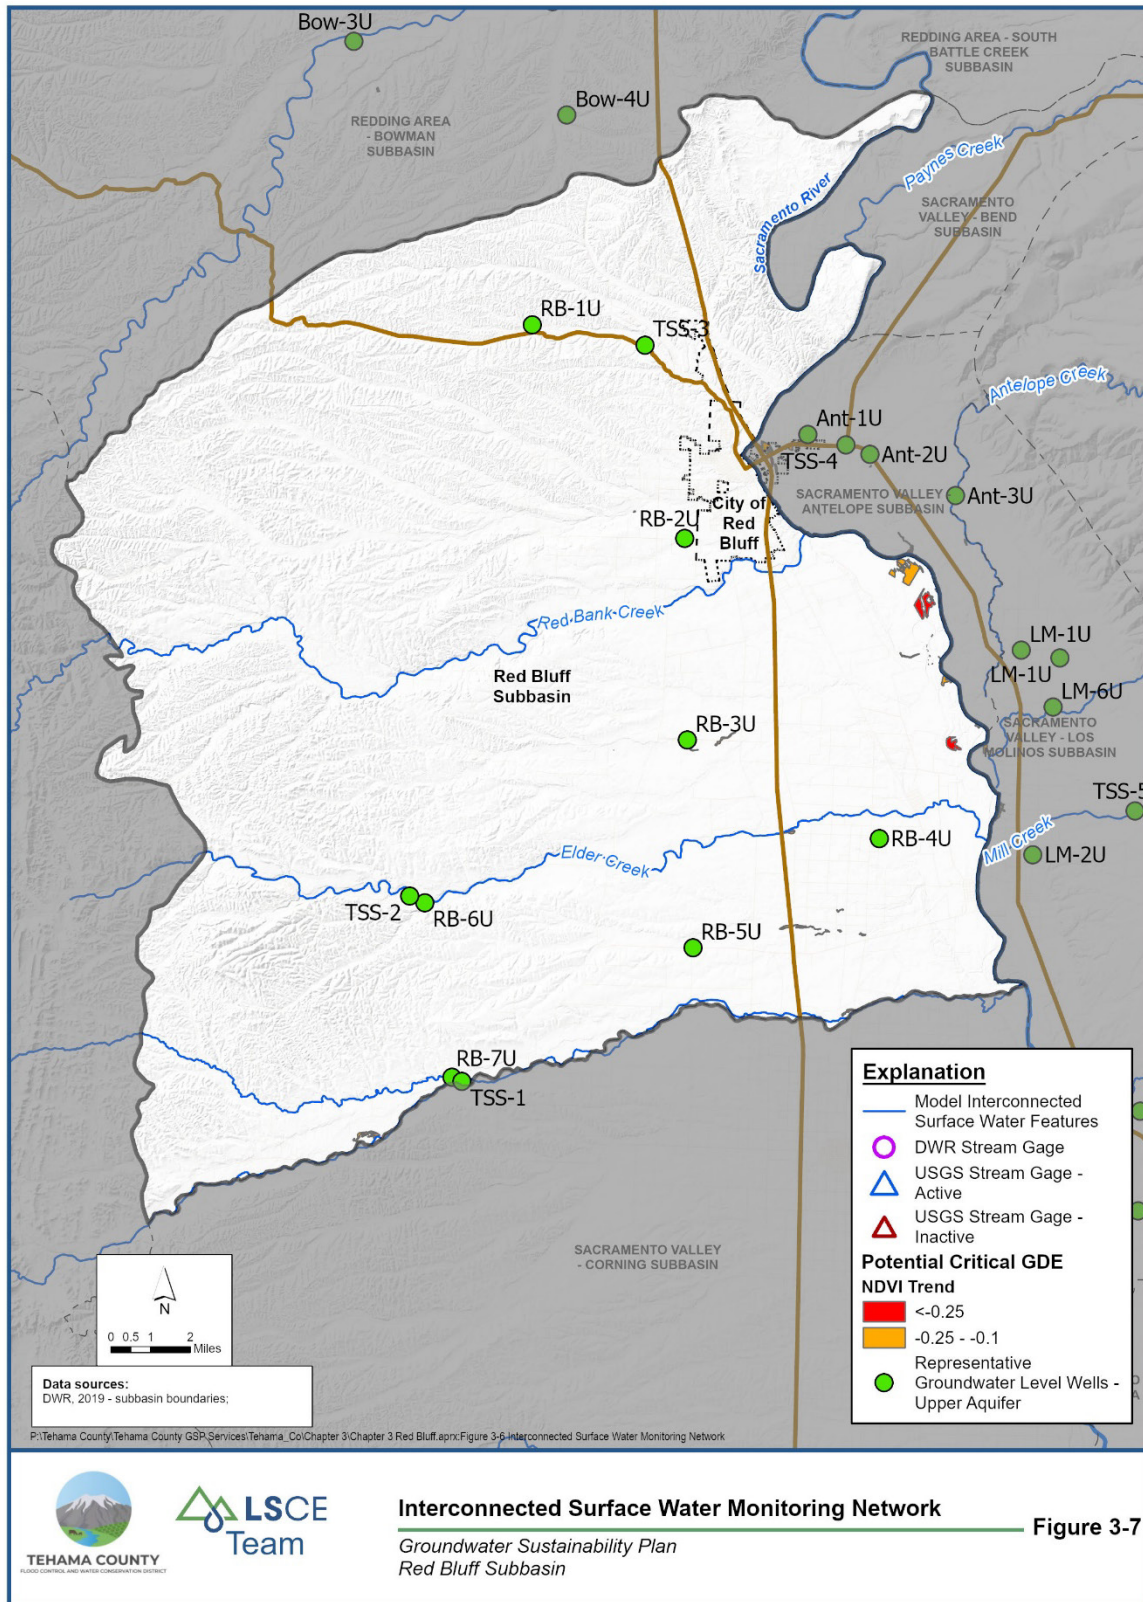 Bow-3U
REDDING AREA - SOUTH
BATTLE CREEK
SUBBASIN
Bow-4U
REDDING AREA
- BOWMAN
SUBBASIN
Paynes Creek
SACRAMENTO
VALLEY - BEND
SUBBASIN
Sacramento River
RB-1U
TSS-3
Antelope Creek
Ant-1U
TSS-4
Ant-2U
SACRAMENTO VALLEY -
ANTELOPE SUBBASIN
Ant-3U
City of
Red
Bluff
RB-2U
Red Bank Creek
LM-1U
LM-1U
Red Bluff
Subbasin
LM-6U
SACRAMENTO
VALLEY - LOS
MOLINOS SUBBASIN
RB-3U
TSS-5
RB-4U
Mill Creek
LM-2U
Elder Creek
TSS-2
RB-6U
RB-5U
RB-7U
TSS-1
SACRAMENTO VALLEY
- CORNING SUBBASIN
Explanation
Model Interconnected
Surface Water Features
DWR Stream Gage
USGS Stream Gage -
Active
USGS Stream Gage -
Inactive
Potential Critical GDE
NDVI Trend
<-0.25
-0.25 - -0.1
Representative
Groundwater Level Wells -
Upper Aquifer
N
0 0.5 1 2
Miles
Data sources:
DWR, 2019 - subbasin boundaries;
P:\Tehama County\Tehama County GSP Services\Tehama_Co\Chapter 3\Chapter 3 Red Bluff.aprx:Figure 3-6 Interconnected Surface Water Monitoring Network
TEHAMA COUNTY
FLOOD CONTROL AND WATER CONSERVATION DISTRICT
LSCE
Team
Interconnected Surface Water Monitoring Network
Groundwater Sustainability Plan
Red Bluff Subbasin
Figure 3-7